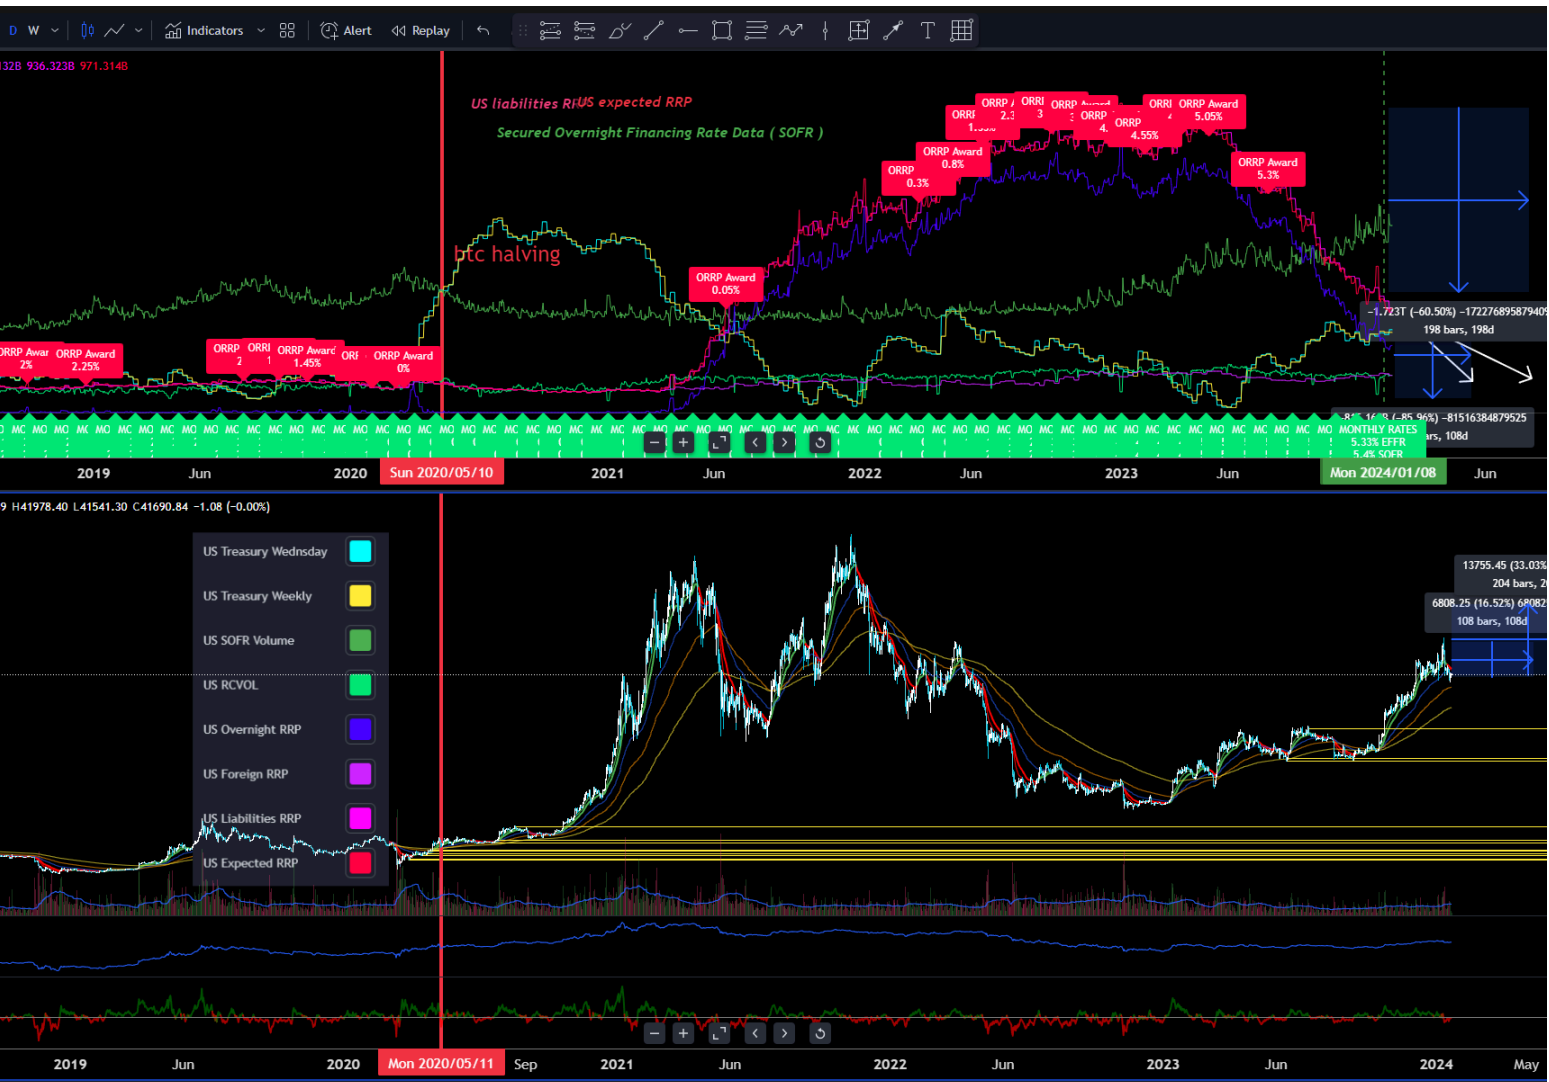 D W Indicators Alert Replay
132B 936.323B 971.314B
US liabilities RRP US expected RRP
Secured Overnight Financing Rate Data ( SOFR )
btc halving
ORRP Award
2.25%
ORRP
2
1.45%
ORRP Award
0%
ORRP Award
0.05%
ORRP
0.3%
ORRP Award
0.8%
ORRP
4.55%
ORRP Award
5.05%
ORRP Award
5.3%
198 bars, 198d
MONTHLY RATES
5.33% EFFR
5.4% SOFR
2019 Jun 2020 Sun 2020/05/10 2021 Jun 2022 Jun 2023 Jun Mon 2024/01/08 Jun
9 H41978.40 L41541.30 C41690.84 −1.08 (−0.00%)
US Treasury Wednsday
US Treasury Weekly
US SOFR Volume
US RCVOL
US Overnight RRP
US Foreign RRP
US Liabilities RRP
US Expected RRP
13755.45 (33.03%
204 bars, 2
6808.25 (16.52%)
108 bars, 108d
2019 Jun 2020 Mon 2020/05/11 Sep 2021 Jun 2022 Jun 2023 Jun 2024 May